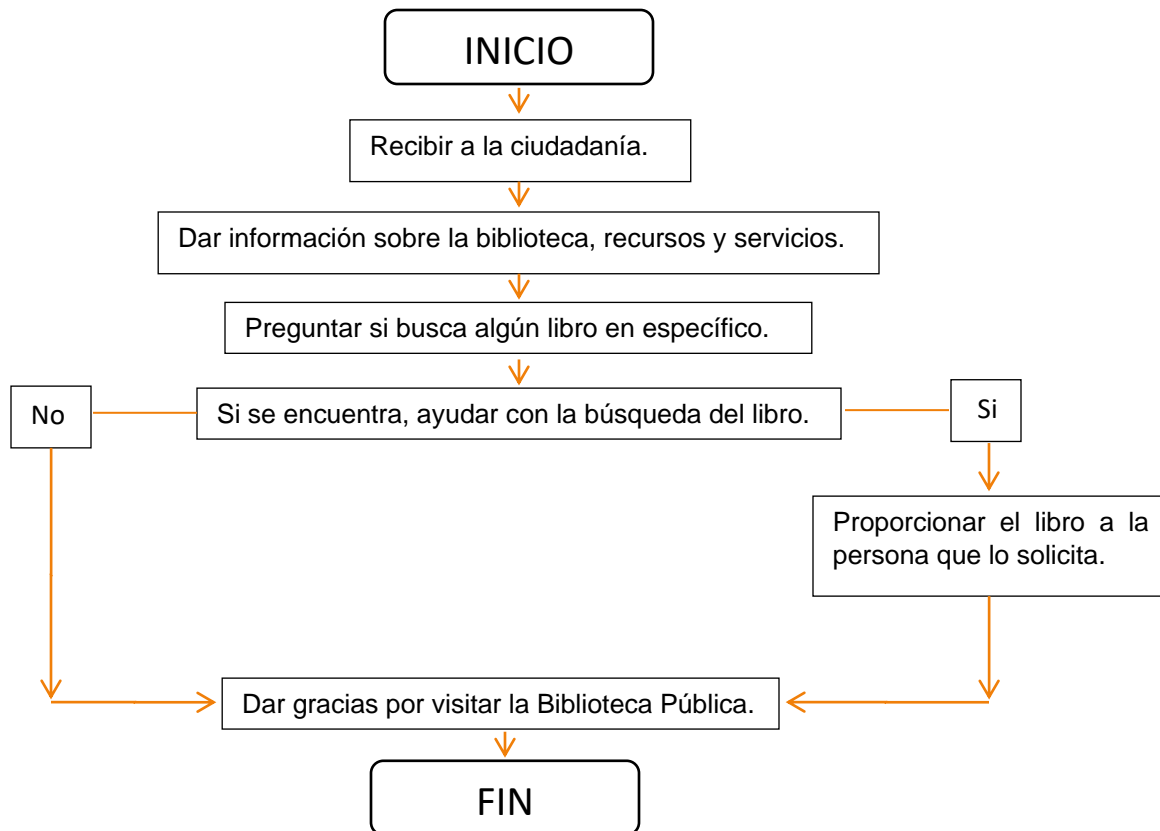 INICIO
Recibir a la ciudadanía.
Dar información sobre la biblioteca, recursos y servicios.
Preguntar si busca algún libro en específico.
No
Si se encuentra, ayudar con la búsqueda del libro.
Si
Proporcionar el libro a la
persona que lo solicita.
Dar gracias por visitar la Biblioteca Pública.
FIN